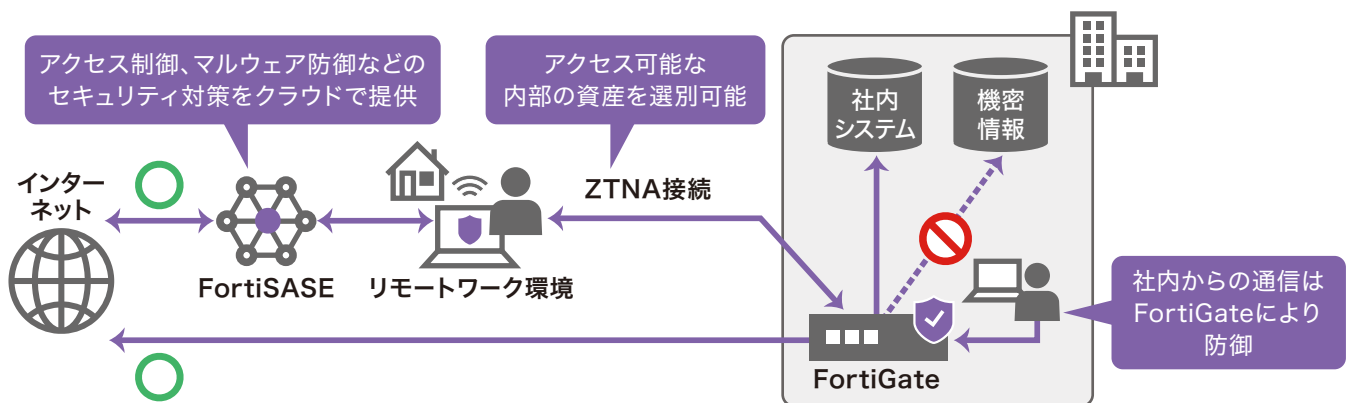 アクセス制御、マルウェア防御などの
セキュリティ対策をクラウドで提供
アクセス可能な
内部の資産を選別可能
社内
システム
機密
情報
インター
ネット
ZTNA接続
FortiSASE
リモートワーク環境
社内からの通信は
FortiGateにより
防御
FortiGate